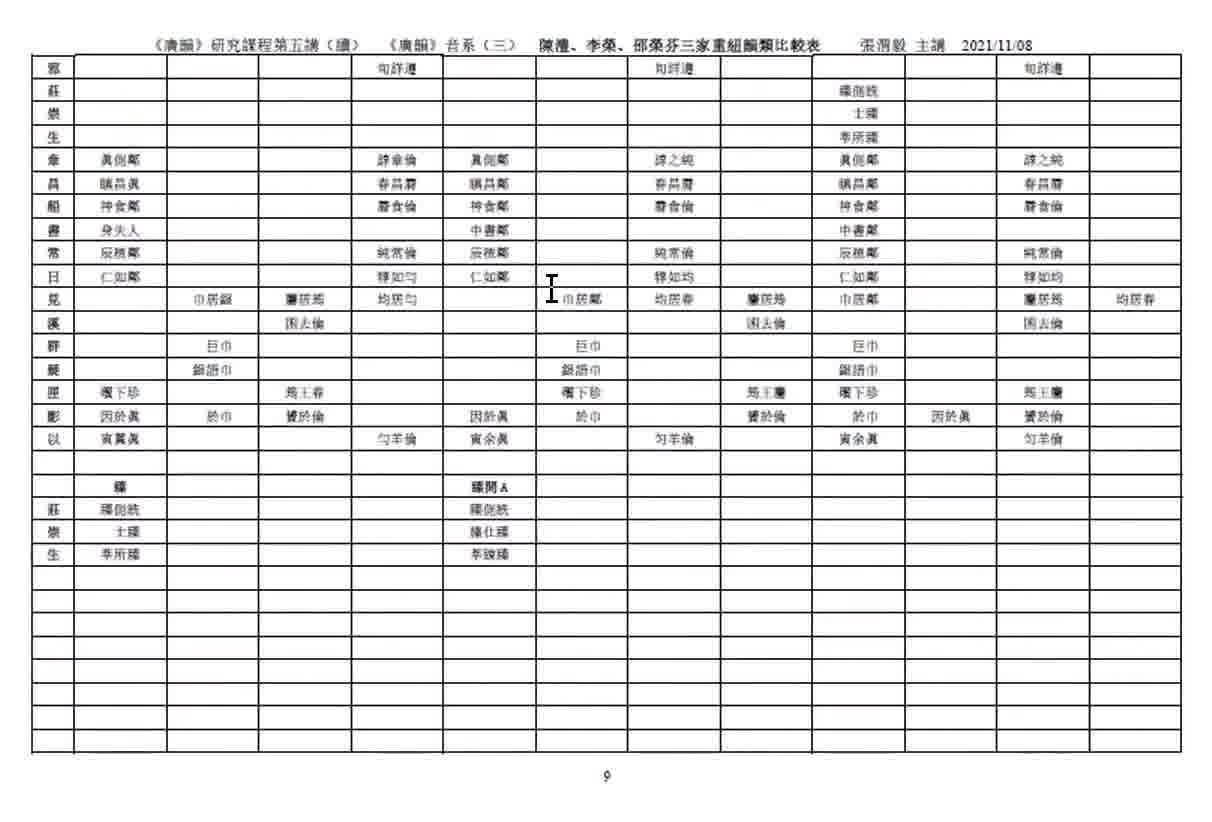 《廣韻》研究課程第五講（續） 《廣韻》音系（三） 陳澧、李榮、邵榮芬三家重紐韻類比較表 張渭毅 主講 2021/11/08
邪 旬詳遵 旬詳遵 旬詳遵
莊 臻側詵
崇 士臻
生 莘所臻
章 眞側鄰 諄章倫 眞側鄰 諄之純 眞側鄰 諄之純
昌 瞋昌眞 春昌脣 瞋昌鄰 春昌脣 瞋昌鄰 春昌脣
船 神食鄰 脣食倫 神食鄰 脣食倫 神食鄰 脣食倫
書 身失人 申書鄰 申書鄰
常 辰植鄰 純常倫 辰植鄰 純常倫 辰植鄰 純常倫
日 仁如鄰 犉如勻 仁如鄰 犉如均 仁如鄰 犉如均
見 巾居銀 麏居筠 均居勻 巾居鄰 均居春 麏居筠 巾居鄰 麏居筠 均居春
溪 囷去倫 囷去倫 囷去倫
群 巨巾 巨巾 巨巾
疑 銀語巾 銀語巾 銀語巾
匣 礥下珍 筠王春 礥下珍 筠王麏 礥下珍 筠王麏
影 因於眞 於巾 贇於倫 因於眞 於巾 贇於倫 於巾 因於眞 贇於倫
以 寅翼眞 勻羊倫 寅余眞 勻羊倫 寅余眞 勻羊倫
臻 臻開A
莊 臻側詵 臻側詵
崇 士臻 榛仕臻
生 莘所臻 莘踈臻
9